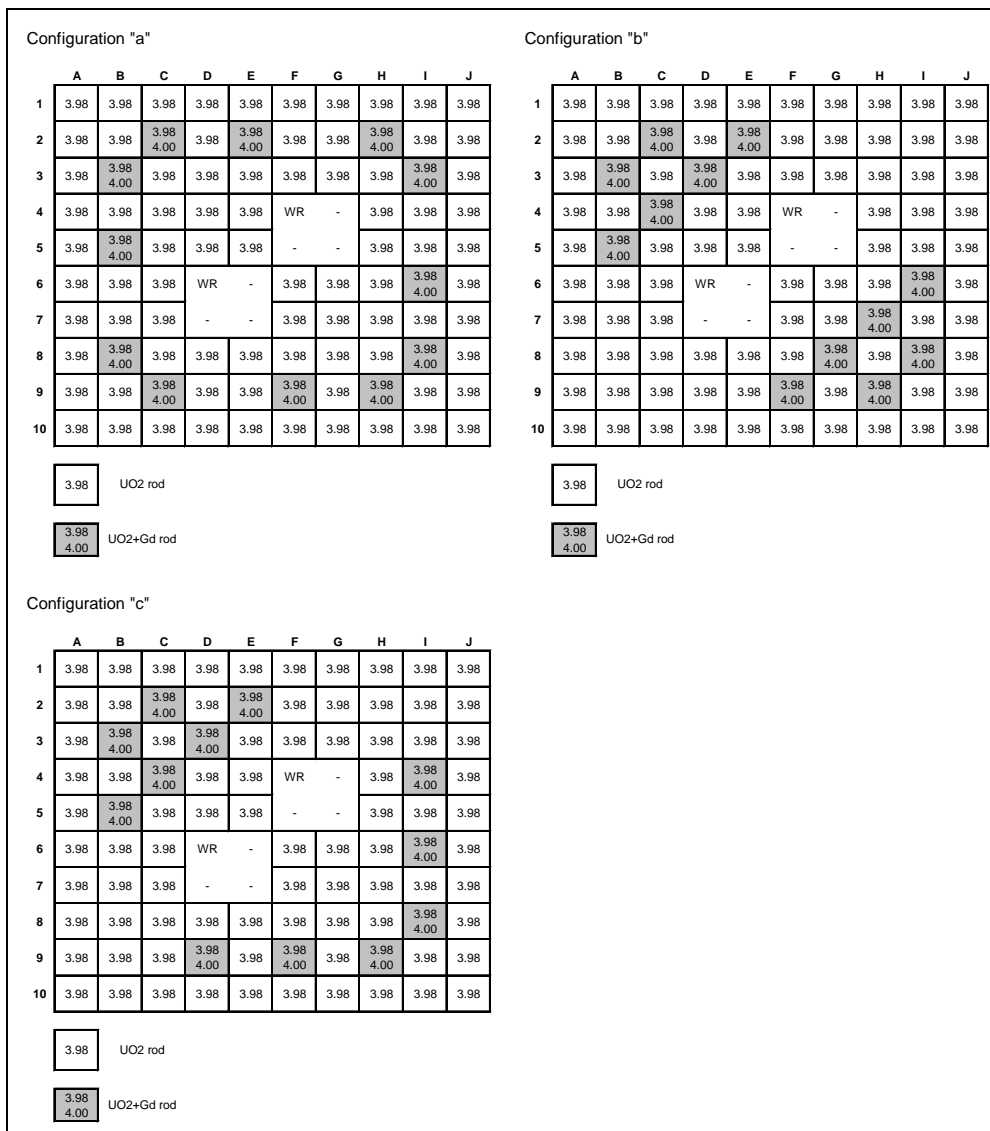 Configuration "a"
A B C D E F G H I J
1 3.98 3.98 3.98 3.98 3.98 3.98 3.98 3.98 3.98 3.98
2 3.98 3.98 3.98 4.00 3.98 3.98 4.00 3.98 3.98 3.98 4.00 3.98 3.98
3 3.98 3.98 4.00 3.98 3.98 3.98 3.98 3.98 3.98 3.98 4.00 3.98
4 3.98 3.98 3.98 3.98 3.98 WR - 3.98 3.98 3.98
5 3.98 3.98 4.00 3.98 3.98 3.98 - - 3.98 3.98 3.98
6 3.98 3.98 3.98 WR - 3.98 3.98 3.98 3.98 4.00 3.98
7 3.98 3.98 3.98 - - 3.98 3.98 3.98 3.98 3.98
8 3.98 3.98 4.00 3.98 3.98 3.98 3.98 3.98 3.98 3.98 4.00 3.98
9 3.98 3.98 3.98 4.00 3.98 3.98 3.98 4.00 3.98 3.98 4.00 3.98 3.98
10 3.98 3.98 3.98 3.98 3.98 3.98 3.98 3.98 3.98 3.98
3.98 UO2 rod
3.98 4.00 UO2+Gd rod
Configuration "b"
A B C D E F G H I J
1 3.98 3.98 3.98 3.98 3.98 3.98 3.98 3.98 3.98 3.98
2 3.98 3.98 3.98 4.00 3.98 3.98 4.00 3.98 3.98 3.98 3.98 3.98
3 3.98 3.98 4.00 3.98 3.98 4.00 3.98 3.98 3.98 3.98 3.98 3.98
4 3.98 3.98 3.98 4.00 3.98 3.98 WR - 3.98 3.98 3.98
5 3.98 3.98 4.00 3.98 3.98 3.98 - - 3.98 3.98 3.98
6 3.98 3.98 3.98 WR - 3.98 3.98 3.98 3.98 4.00 3.98
7 3.98 3.98 3.98 - - 3.98 3.98 3.98 4.00 3.98 3.98
8 3.98 3.98 3.98 3.98 3.98 3.98 3.98 4.00 3.98 3.98 4.00 3.98
9 3.98 3.98 3.98 3.98 3.98 3.98 4.00 3.98 3.98 4.00 3.98 3.98
10 3.98 3.98 3.98 3.98 3.98 3.98 3.98 3.98 3.98 3.98
3.98 UO2 rod
3.98 4.00 UO2+Gd rod
Configuration "c"
A B C D E F G H I J
1 3.98 3.98 3.98 3.98 3.98 3.98 3.98 3.98 3.98 3.98
2 3.98 3.98 3.98 4.00 3.98 3.98 4.00 3.98 3.98 3.98 3.98 3.98
3 3.98 3.98 4.00 3.98 3.98 4.00 3.98 3.98 3.98 3.98 3.98 3.98
4 3.98 3.98 3.98 4.00 3.98 3.98 WR - 3.98 3.98 4.00 3.98
5 3.98 3.98 4.00 3.98 3.98 3.98 - - 3.98 3.98 3.98
6 3.98 3.98 3.98 WR - 3.98 3.98 3.98 3.98 4.00 3.98
7 3.98 3.98 3.98 - - 3.98 3.98 3.98 3.98 3.98
8 3.98 3.98 3.98 3.98 3.98 3.98 3.98 3.98 3.98 4.00 3.98
9 3.98 3.98 3.98 3.98 4.00 3.98 3.98 4.00 3.98 3.98 4.00 3.98 3.98
10 3.98 3.98 3.98 3.98 3.98 3.98 3.98 3.98 3.98 3.98
3.98 UO2 rod
3.98 4.00 UO2+Gd rod